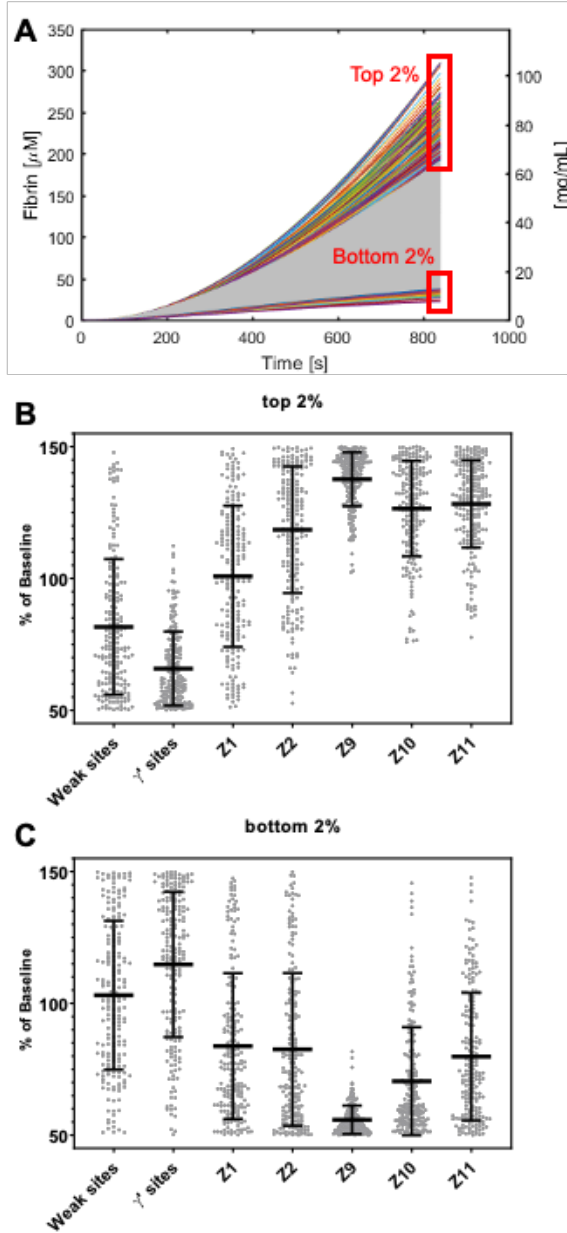 A
350
300
250
200
150
100
50
0
Fibrin [μM]
Top 2%
Bottom 2%
100
80
60
40
20
0
[mg/mL]
0 200 400 600 800 1000
Time [s]
B
top 2%
150
100
50
% of Baseline
Weak sites γ' sites Z1 Z2 Z9 Z10 Z11
C
bottom 2%
150
100
50
% of Baseline
Weak sites γ' sites Z1 Z2 Z9 Z10 Z11